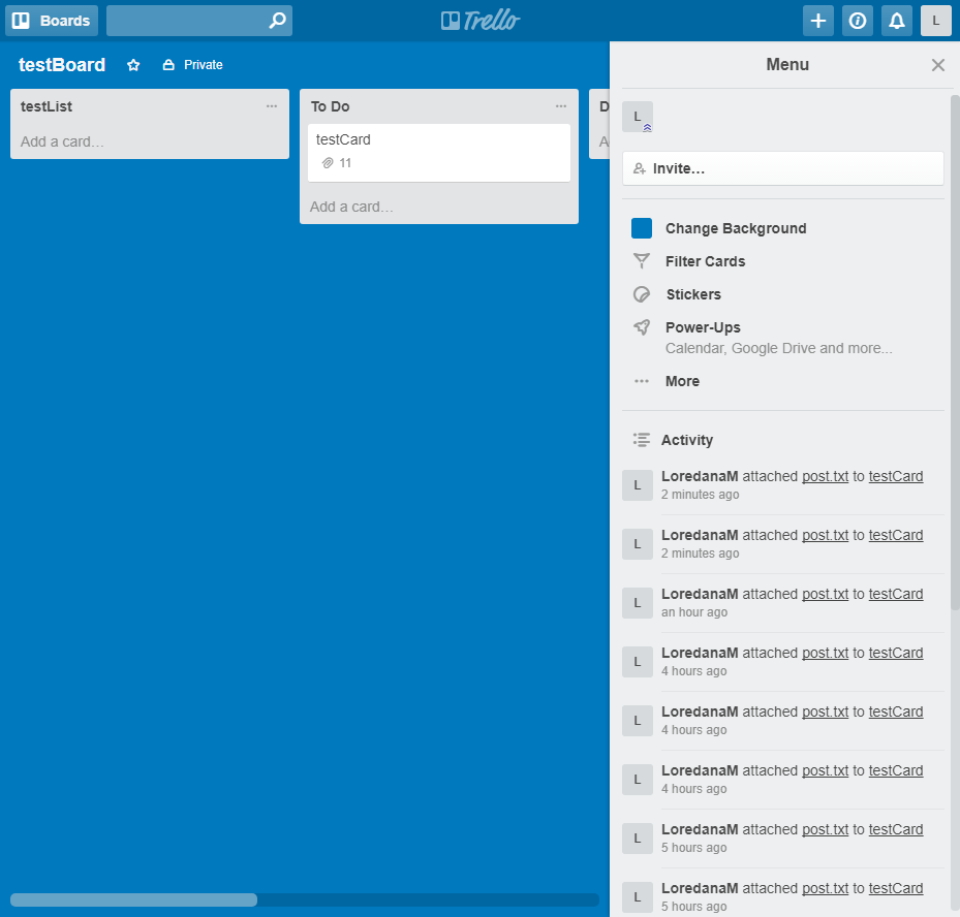 Boards
Trello
L
testBoard
Private
testList
Add a card…
To Do
testCard
11
Add a card…
D
A
Menu
L
Invite…
Change Background
Filter Cards
Stickers
Power-Ups
Calendar, Google Drive and more...
More
Activity
L
LoredanaM attached post.txt to testCard
2 minutes ago
L
LoredanaM attached post.txt to testCard
2 minutes ago
L
LoredanaM attached post.txt to testCard
an hour ago
L
LoredanaM attached post.txt to testCard
4 hours ago
L
LoredanaM attached post.txt to testCard
4 hours ago
L
LoredanaM attached post.txt to testCard
4 hours ago
L
LoredanaM attached post.txt to testCard
5 hours ago
L
LoredanaM attached post.txt to testCard
5 hours ago